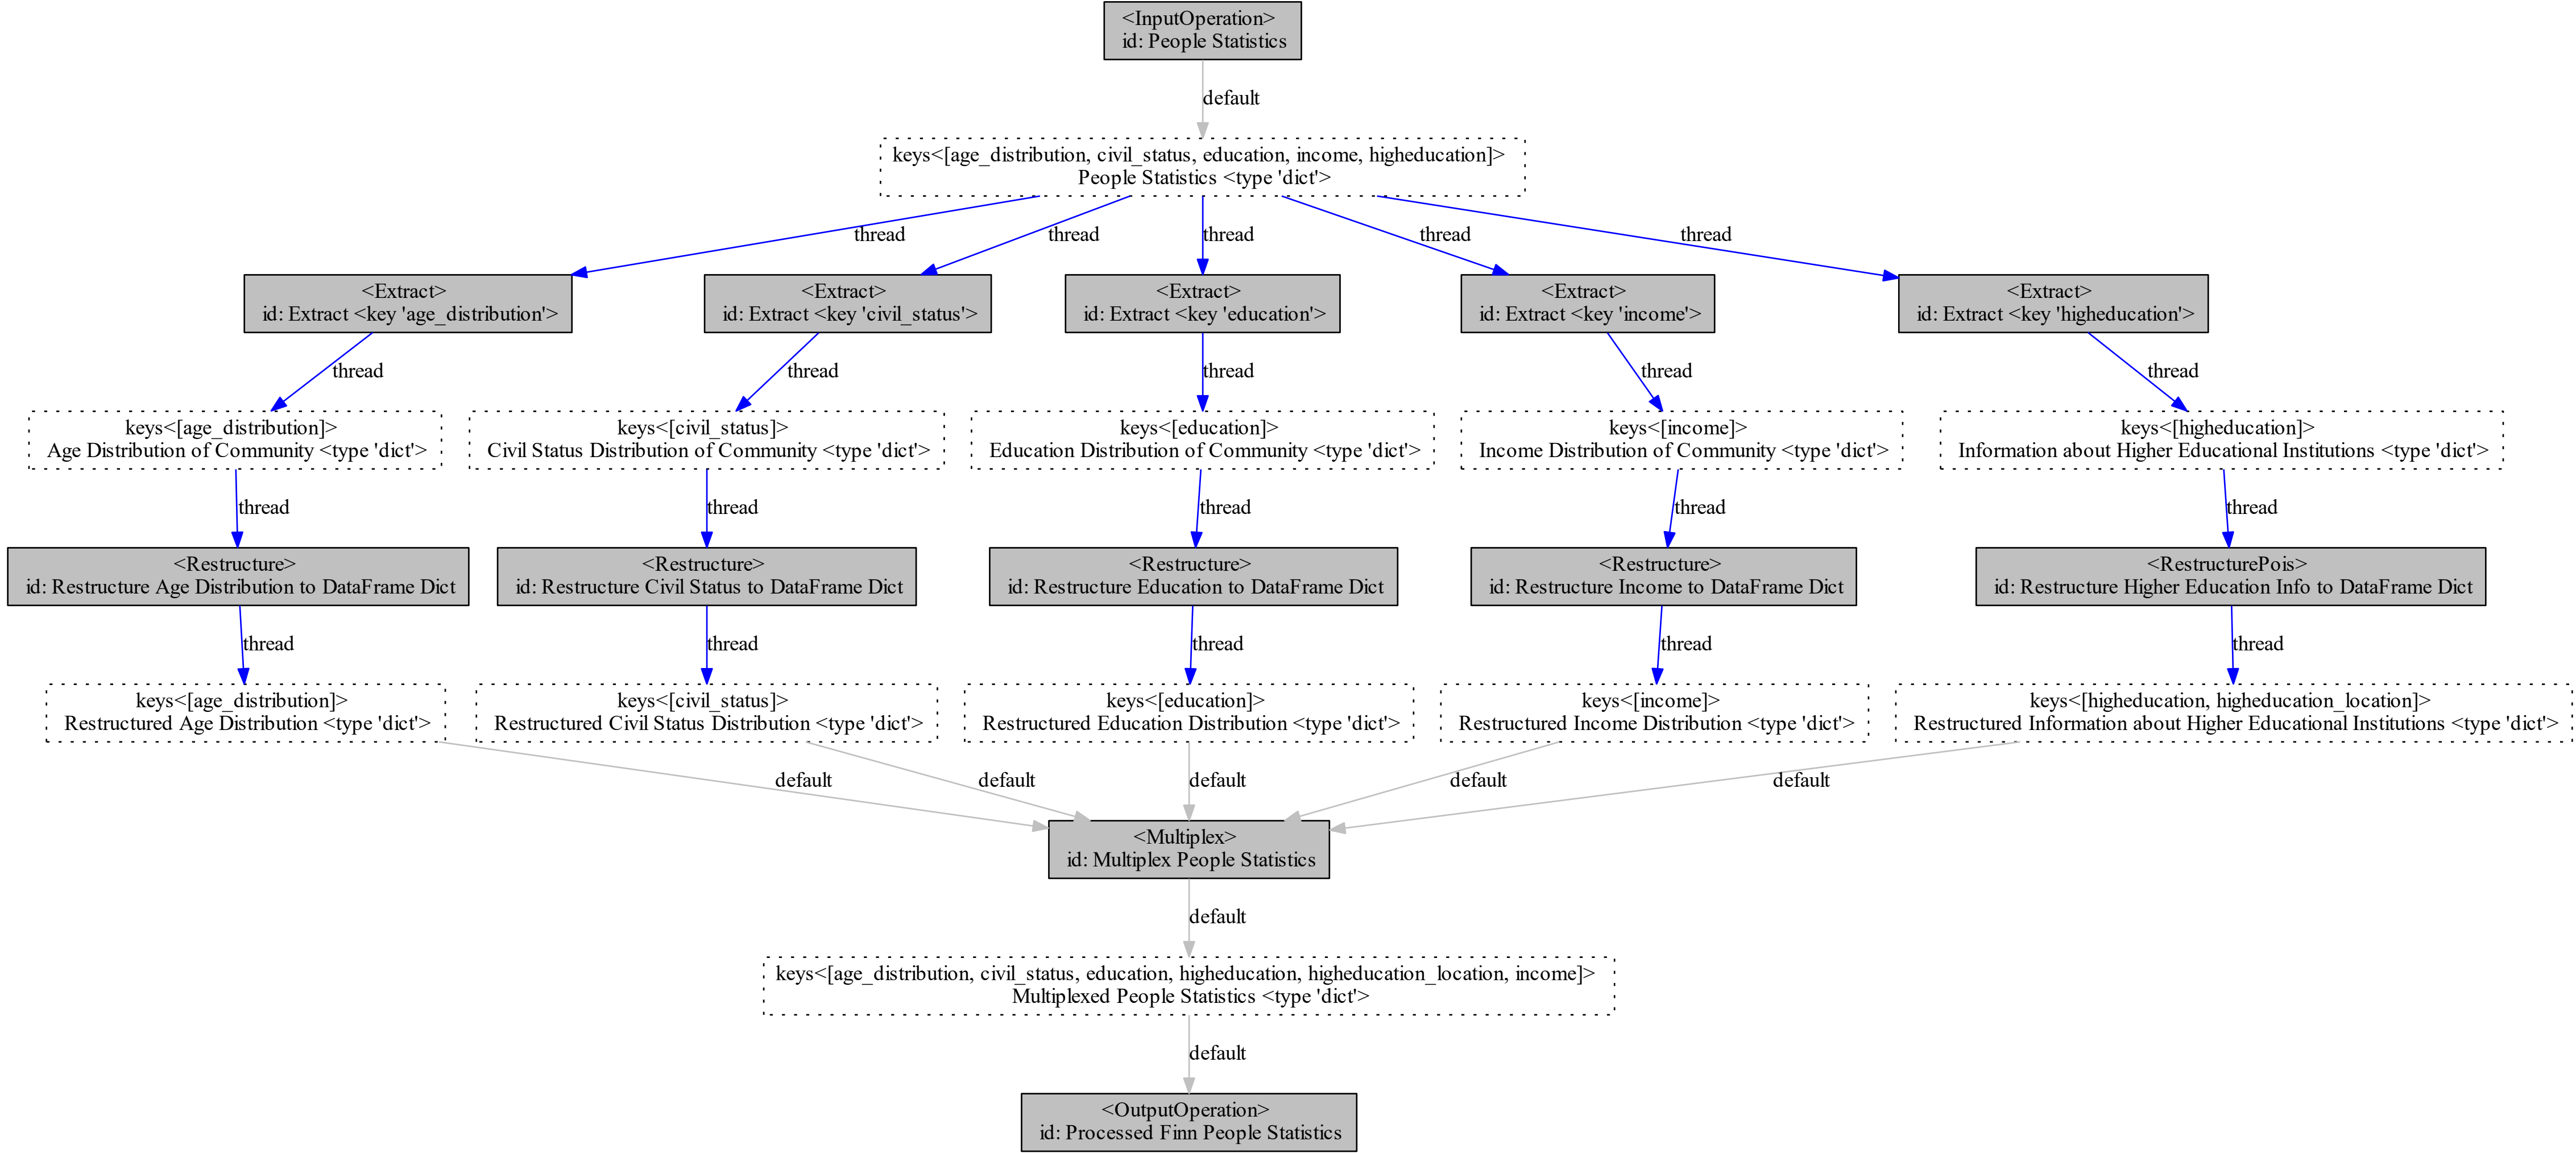 <InputOperation>
id: People Statistics
default
keys<[age_distribution, civil_status, education, income, higheducation]>
People Statistics <type 'dict'>
thread
thread
thread
thread
thread
<Extract>
id: Extract <key 'age_distribution'>
<Extract>
id: Extract <key 'civil_status'>
<Extract>
id: Extract <key 'education'>
<Extract>
id: Extract <key 'income'>
<Extract>
id: Extract <key 'higheducation'>
thread
thread
thread
thread
thread
keys<[age_distribution]>
Age Distribution of Community <type 'dict'>
keys<[civil_status]>
Civil Status Distribution of Community <type 'dict'>
keys<[education]>
Education Distribution of Community <type 'dict'>
keys<[income]>
Income Distribution of Community <type 'dict'>
keys<[higheducation]>
Information about Higher Educational Institutions <type 'dict'>
thread
thread
thread
thread
thread
<Restructure>
id: Restructure Age Distribution to DataFrame Dict
<Restructure>
id: Restructure Civil Status to DataFrame Dict
<Restructure>
id: Restructure Education to DataFrame Dict
<Restructure>
id: Restructure Income to DataFrame Dict
<RestructurePois>
id: Restructure Higher Education Info to DataFrame Dict
thread
thread
thread
thread
thread
keys<[age_distribution]>
Restructured Age Distribution <type 'dict'>
keys<[civil_status]>
Restructured Civil Status Distribution <type 'dict'>
keys<[education]>
Restructured Education Distribution <type 'dict'>
keys<[income]>
Restructured Income Distribution <type 'dict'>
keys<[higheducation, higheducation_location]>
Restructured Information about Higher Educational Institutions <type 'dict'>
default
default
default
default
default
<Multiplex>
id: Multiplex People Statistics
default
keys<[age_distribution, civil_status, education, higheducation, higheducation_location, income]>
Multiplexed People Statistics <type 'dict'>
default
<OutputOperation>
id: Processed Finn People Statistics